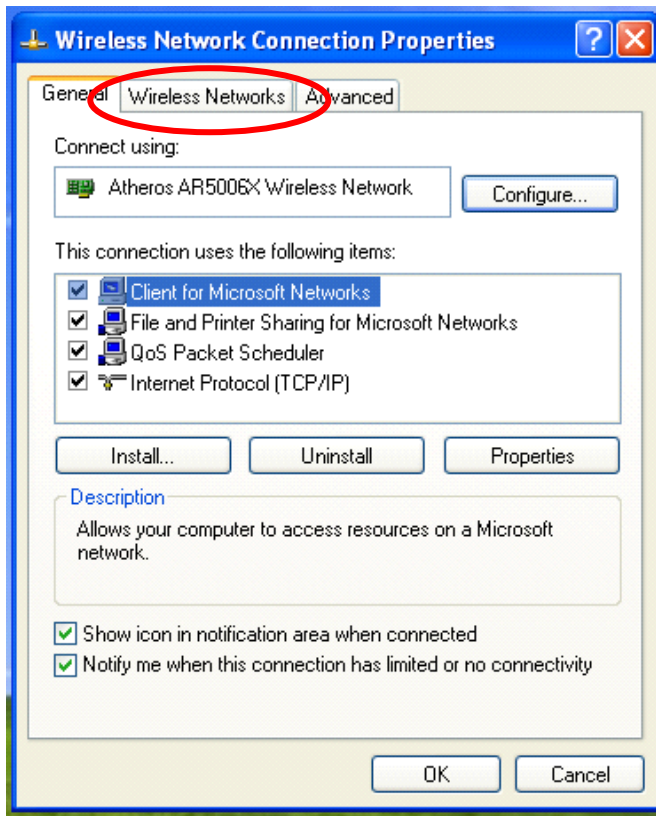 Wireless Network Connection Properties
General Wireless Networks Advanced
Connect using:
Atheros AR5006X Wireless Network
Configure...
This connection uses the following items:
Client for Microsoft Networks
File and Printer Sharing for Microsoft Networks
QoS Packet Scheduler
Internet Protocol (TCP/IP)
Install... Uninstall Properties
Description
Allows your computer to access resources on a Microsoft
network.
Show icon in notification area when connected
Notify me when this connection has limited or no connectivity
OK Cancel